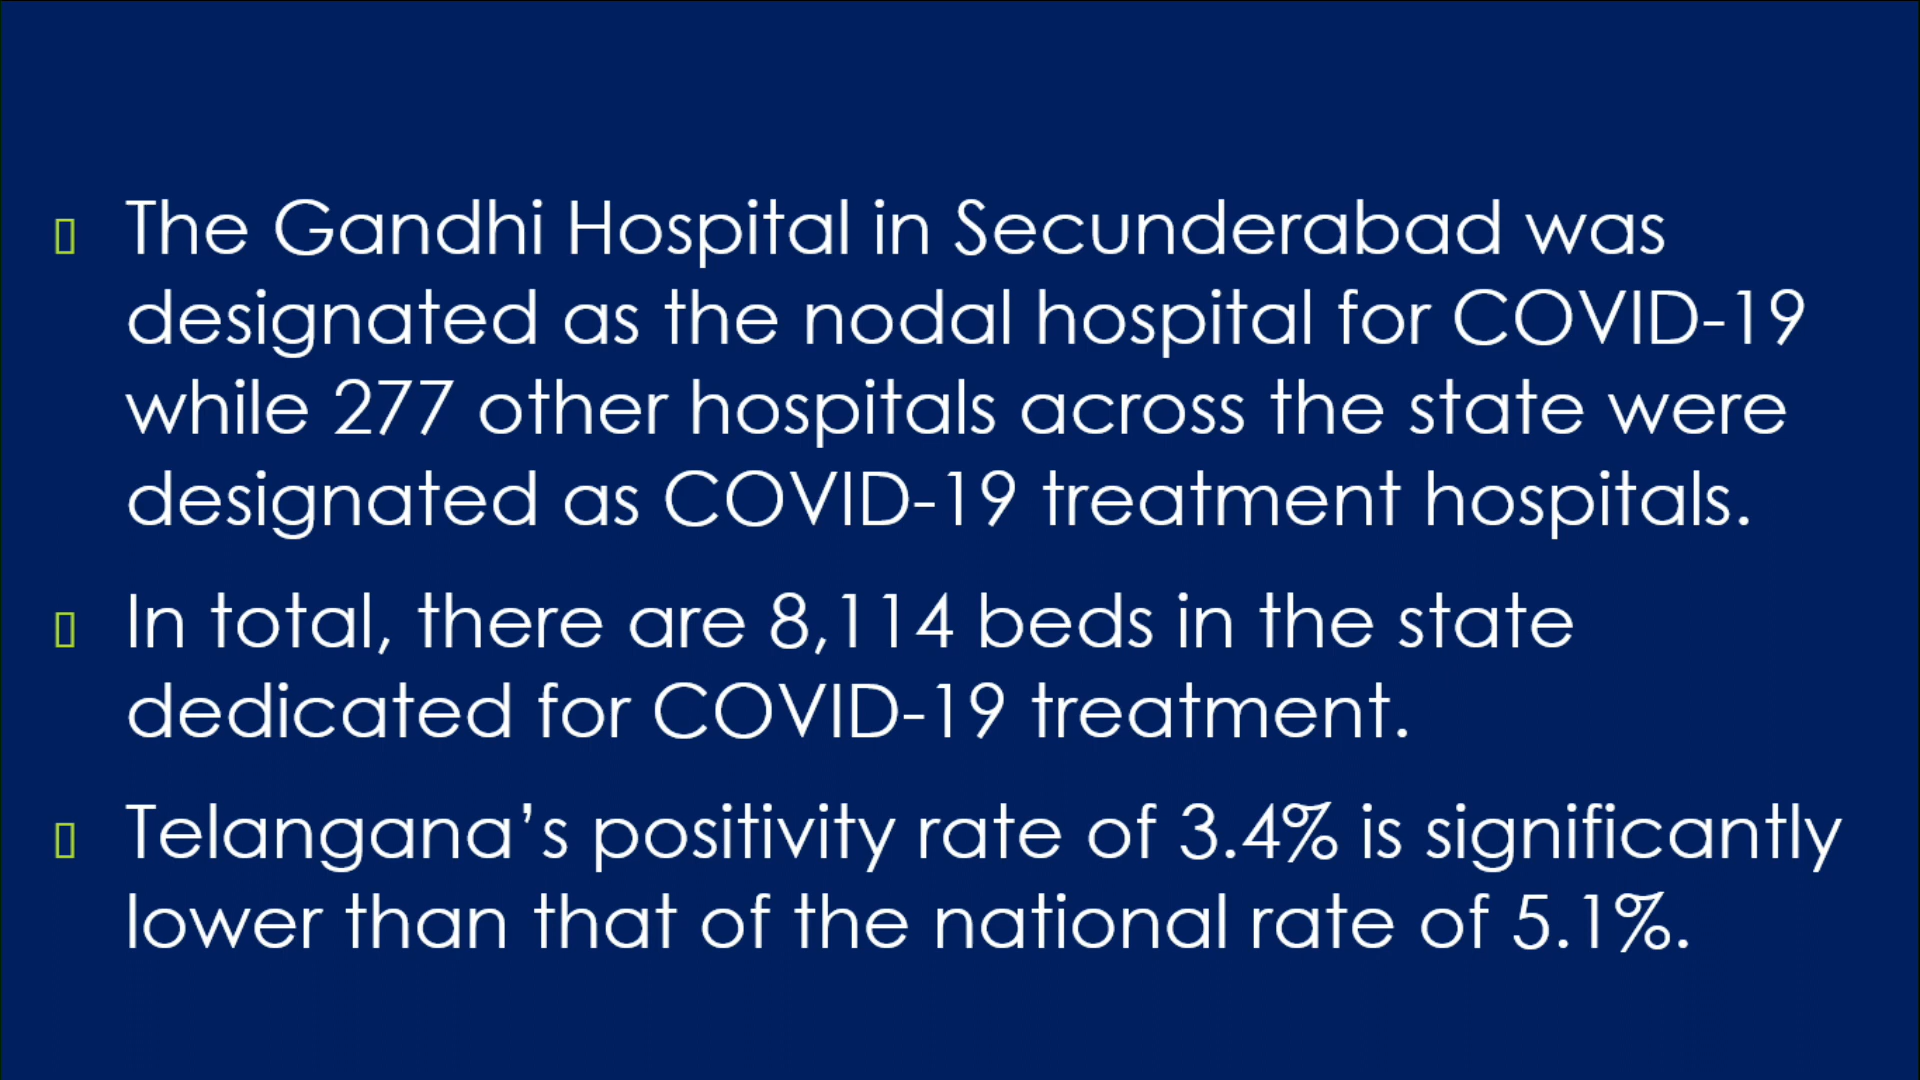 The Gandhi Hospital in Secunderabad was
designated as the nodal hospital for COVID-19
while 277 other hospitals across the state were
designated as COVID-19 treatment hospitals.
In total, there are 8,114 beds in the state
dedicated for COVID-19 treatment.
Telangana’s positivity rate of 3.4% is significantly
lower than that of the national rate of 5.1%.